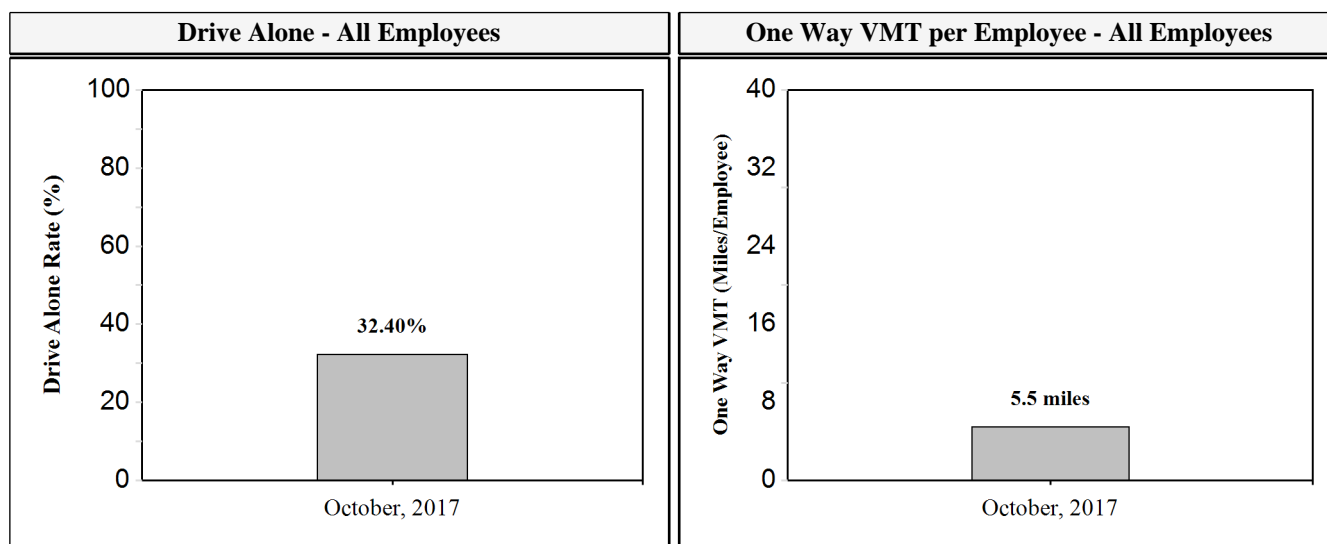 Drive Alone - All Employees
Drive Alone Rate (%)
100
80
60
40
20
0
32.40%
October, 2017
One Way VMT per Employee - All Employees
One Way VMT (Miles/Employee)
40
32
24
16
8
0
5.5 miles
October, 2017